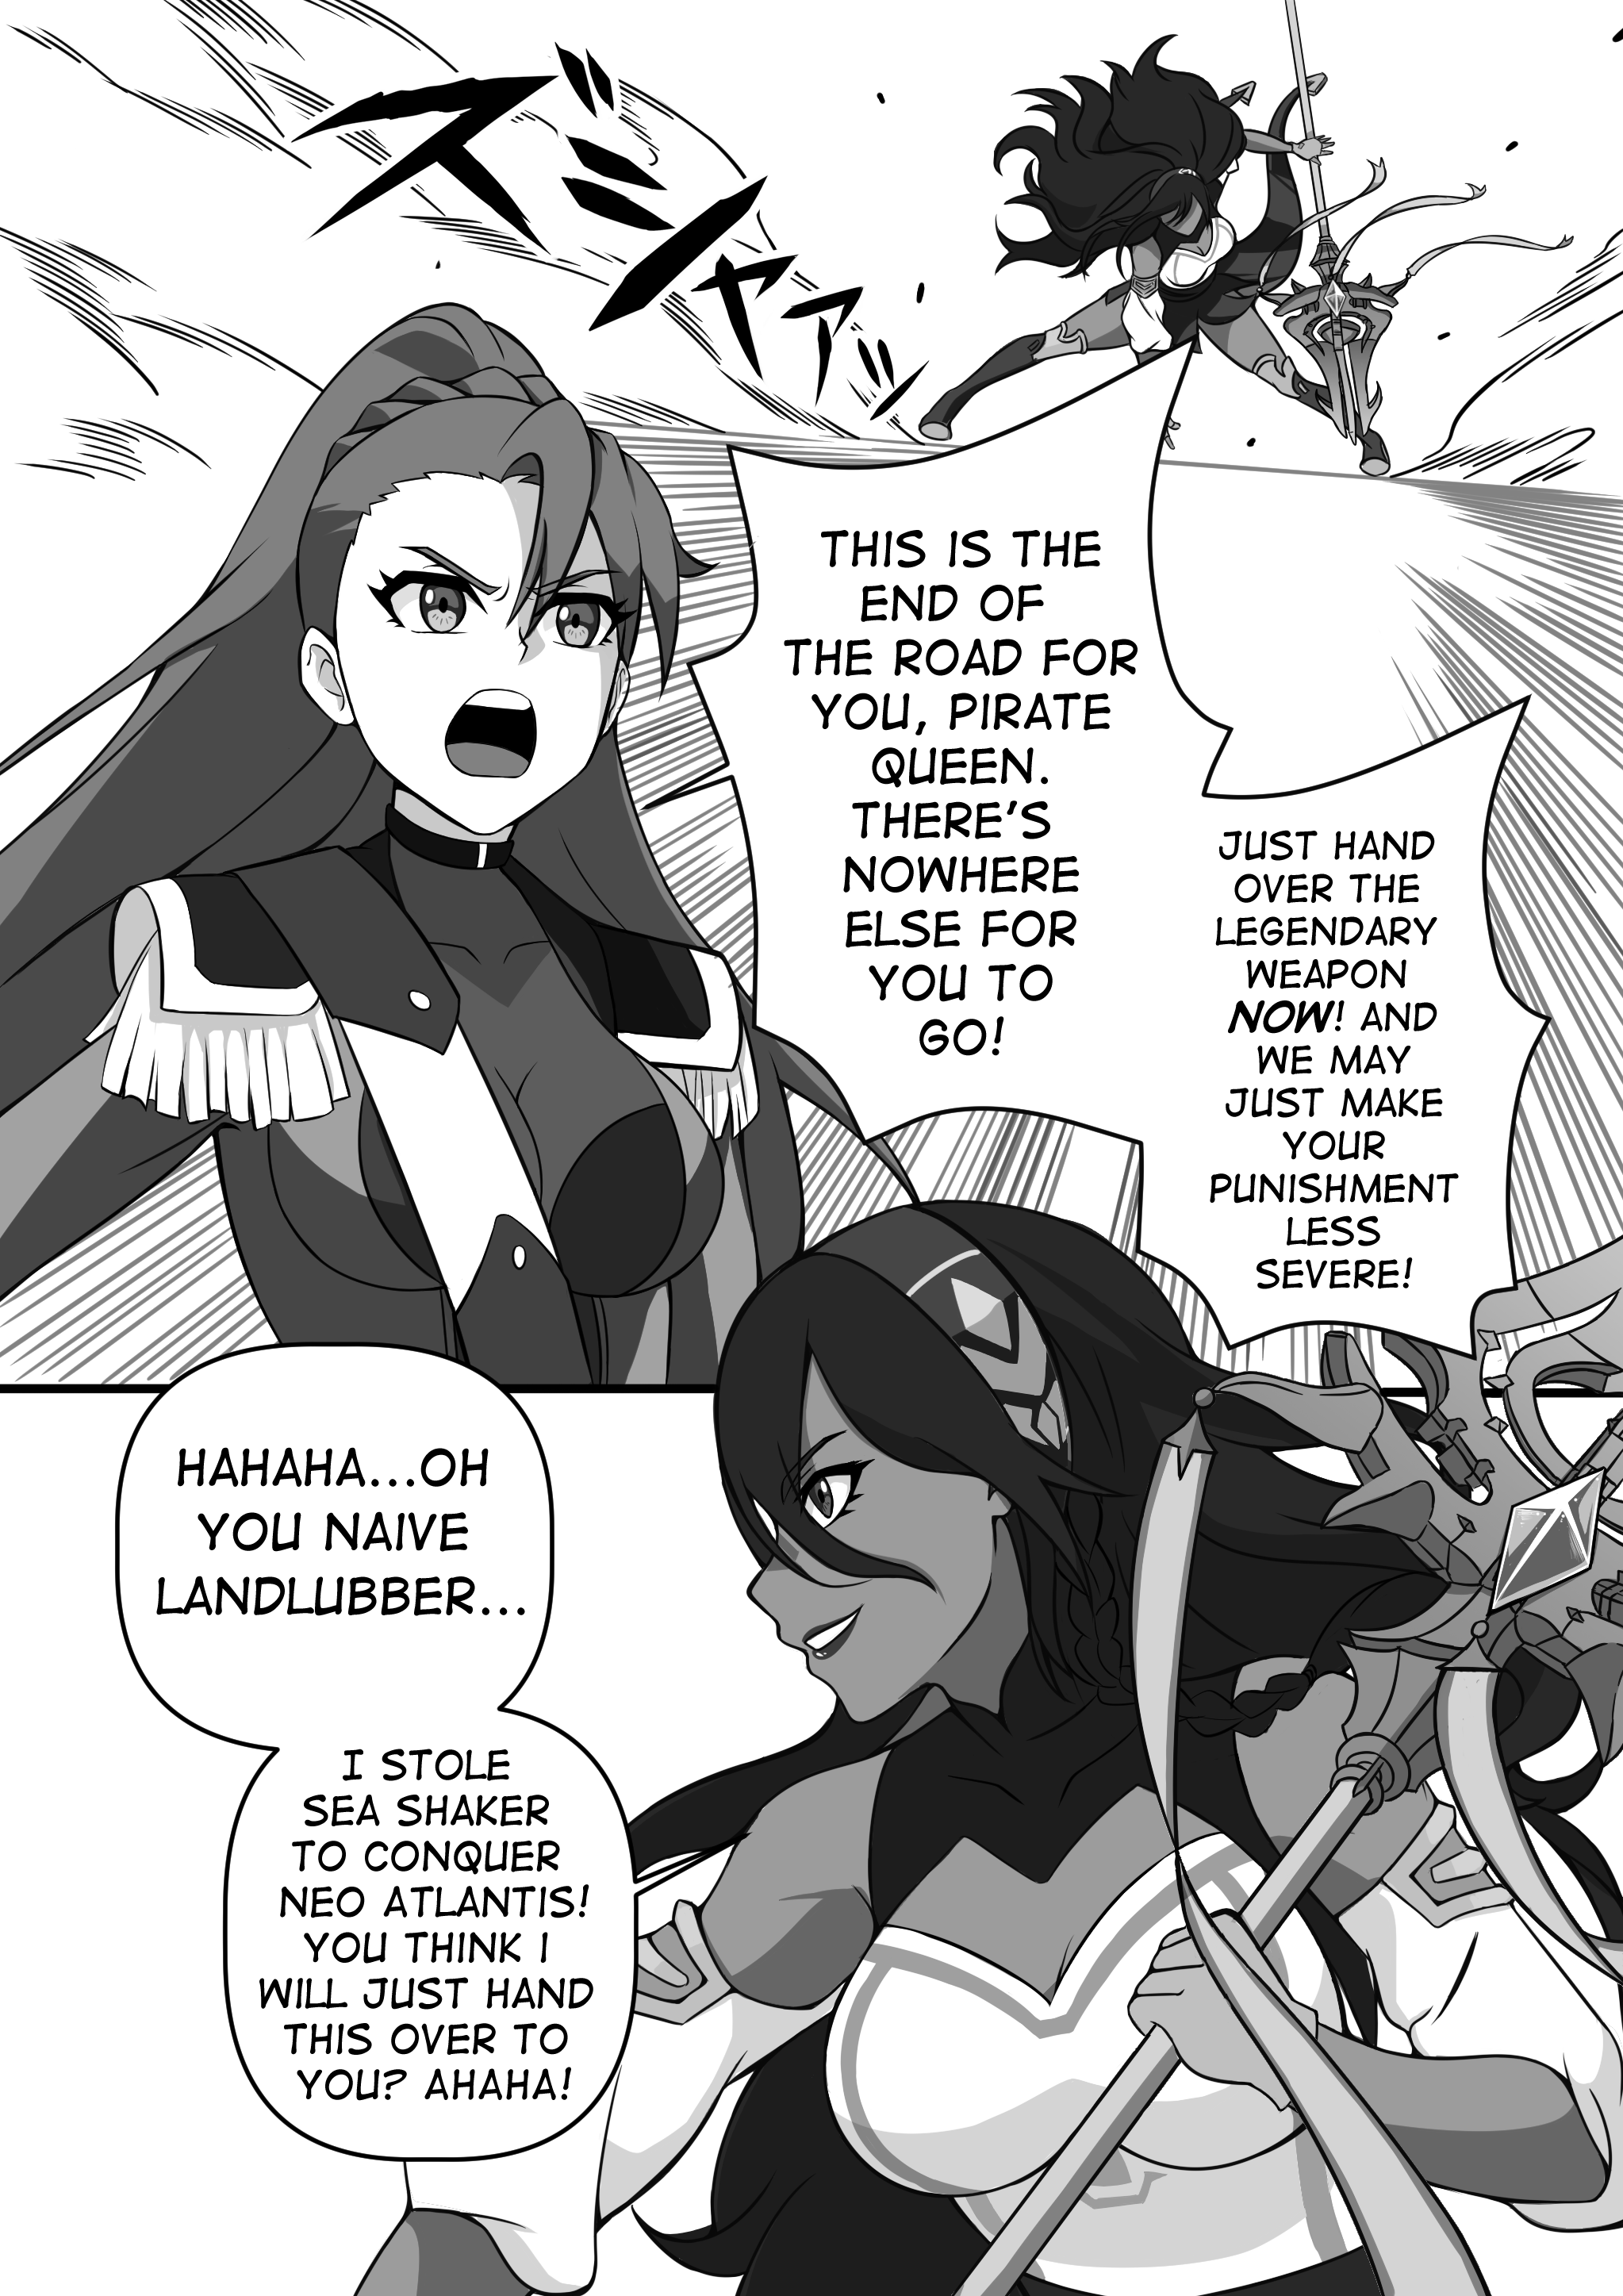 ズジャアッ
THIS IS THE
END OF
THE ROAD FOR
YOU, PIRATE
QUEEN.
THERE'S
NOWHERE
ELSE FOR
YOU TO
GO!
JUST HAND
OVER THE
LEGENDARY
WEAPON
NOW! AND
WE MAY
JUST MAKE
YOUR
PUNISHMENT
LESS
SEVERE!
HAHAHA...OH
YOU NAIVE
LANDLUBBER...
I STOLE
SEA SHAKER
TO CONQUER
NEO ATLANTIS!
YOU THINK I
WILL JUST HAND
THIS OVER TO
YOU? AHAHA!